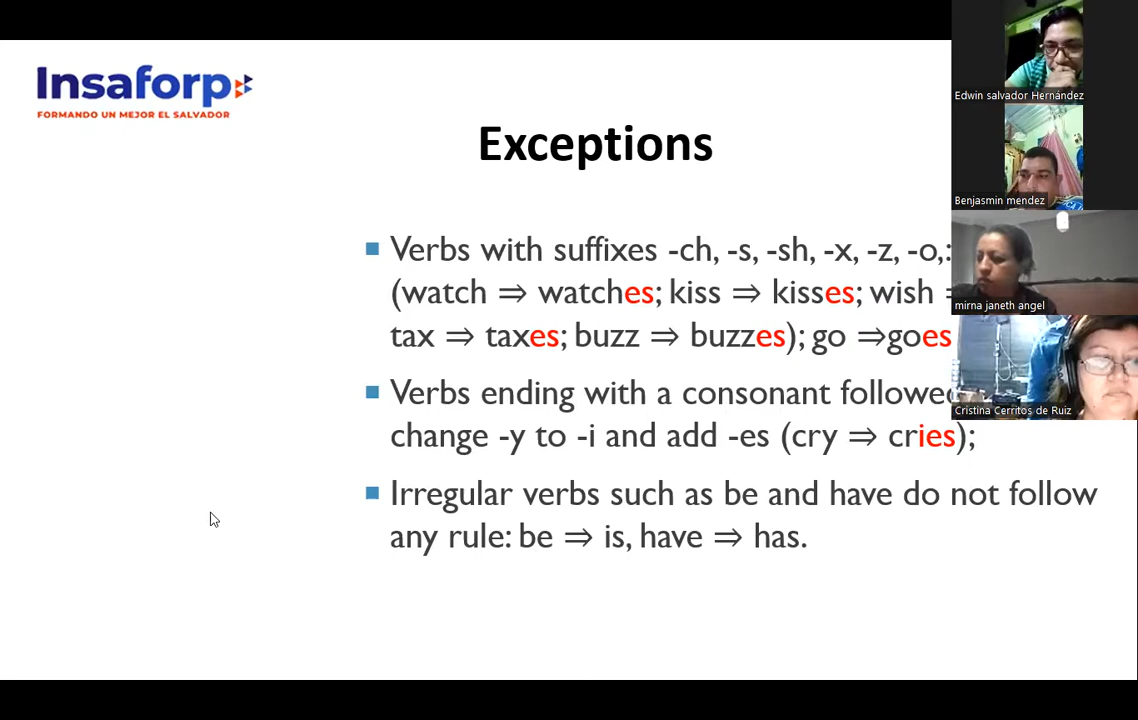 Insaforp
FORMANDO UN MEJOR EL SALVADOR
Exceptions
Verbs with suffixes -ch, -s, -sh, -x, -z, -o,:
(watch ⇒ watches; kiss ⇒ kisses; wish
tax ⇒ taxes; buzz ⇒ buzzes); go ⇒goes
Verbs ending with a consonant followed
change -y to -i and add -es (cry ⇒ cries);
Irregular verbs such as be and have do not follow
any rule: be ⇒ is, have ⇒ has.
Edwin salvador Hernández
Benjasmin mendez
mirna janeth angel
Cristina Cerritos de Ruiz